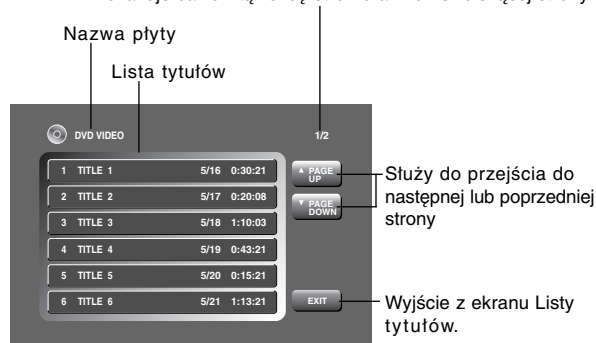 Nazwa płyty
Lista tytułów
DVD VIDEO 1/2
1 TITLE 1 5/16 0:30:21
2 TITLE 2 5/17 0:20:08
3 TITLE 3 5/18 1:10:03
4 TITLE 4 5/19 0:43:21
5 TITLE 5 5/20 0:15:21
6 TITLE 6 5/21 1:13:21
PAGE
UP
PAGE
DOWN
EXIT
Służy do przejścia do
następnej lub poprzedniej
strony
Wyjście z ekranu Listy
tytułów.